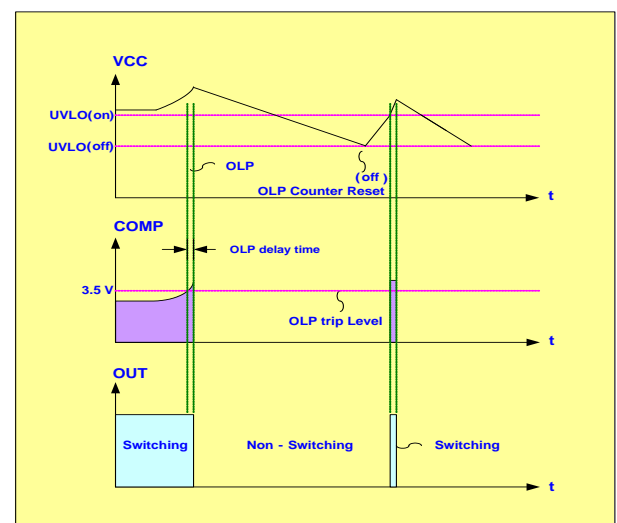 VCC
UVLO(on)
UVLO(off)
OLP
(off )
OLP Counter Reset
t
COMP
OLP delay time
3.5 V
OLP trip Level
t
OUT
Switching
Non - Switching
Switching
t